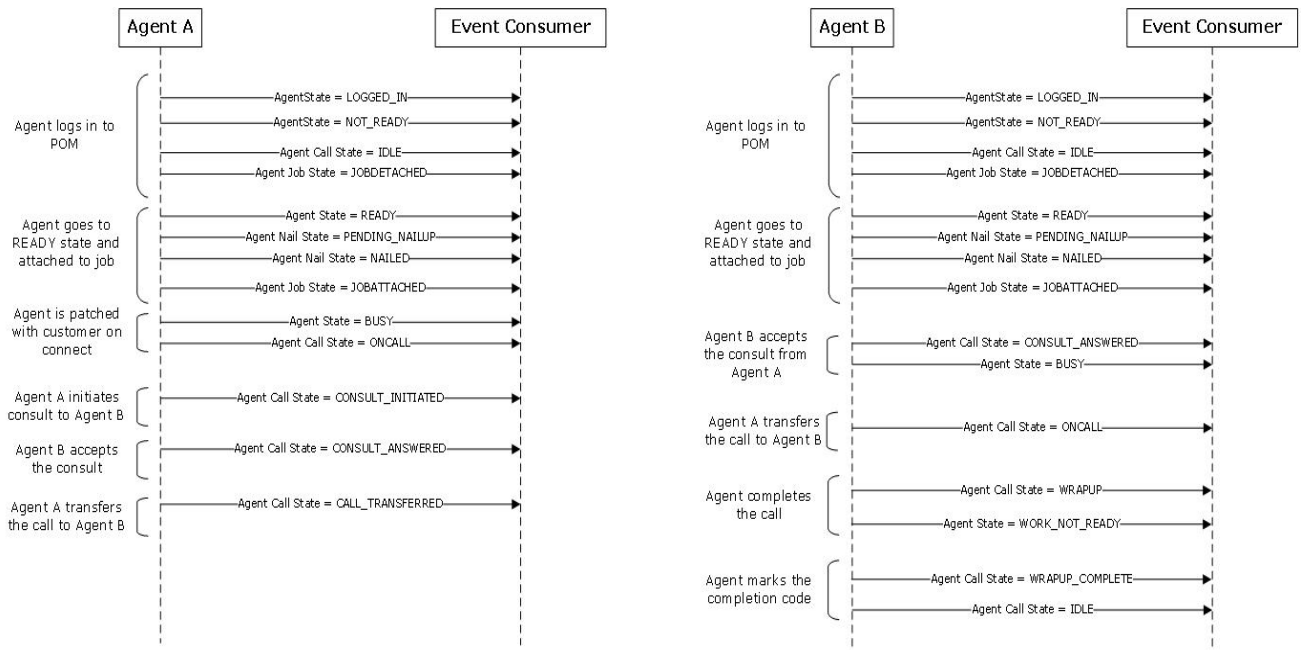 Agent A
Event Consumer
Agent logs in to
POM
AgentState = LOGGED_IN
AgentState = NOT_READY
Agent Call State = IDLE
Agent Job State = JOBDETACHED
Agent goes to
READY state and
attached to job
Agent State = READY
Agent Nail State = PENDING_NAILUP
Agent Nail State = NAILED
Agent Job State = JOBATTACHED
Agent is patched
with customer on
connect
Agent State = BUSY
Agent Call State = ONCALL
Agent A initiates
consult to Agent B
Agent Call State = CONSULT_INITIATED
Agent B accepts
the consult
Agent Call State = CONSULT_ANSWERED
Agent A transfers
the call to Agent B
Agent Call State = CALL_TRANSFERRED
Agent B
Event Consumer
Agent logs in to
POM
AgentState = LOGGED_IN
AgentState = NOT_READY
Agent Call State = IDLE
Agent Job State = JOBDETACHED
Agent goes to
READY state and
attached to job
Agent State = READY
Agent Nail State = PENDING_NAILUP
Agent Nail State = NAILED
Agent Job State = JOBATTACHED
Agent B accepts
the consult from
Agent A
Agent Call State = CONSULT_ANSWERED
Agent State = BUSY
Agent A transfers
the call to Agent B
Agent Call State = ONCALL
Agent completes
the call
Agent Call State = WRAPUP
Agent State = WORK_NOT_READY
Agent marks the
completion code
Agent Call State = WRAPUP_COMPLETE
Agent Call State = IDLE